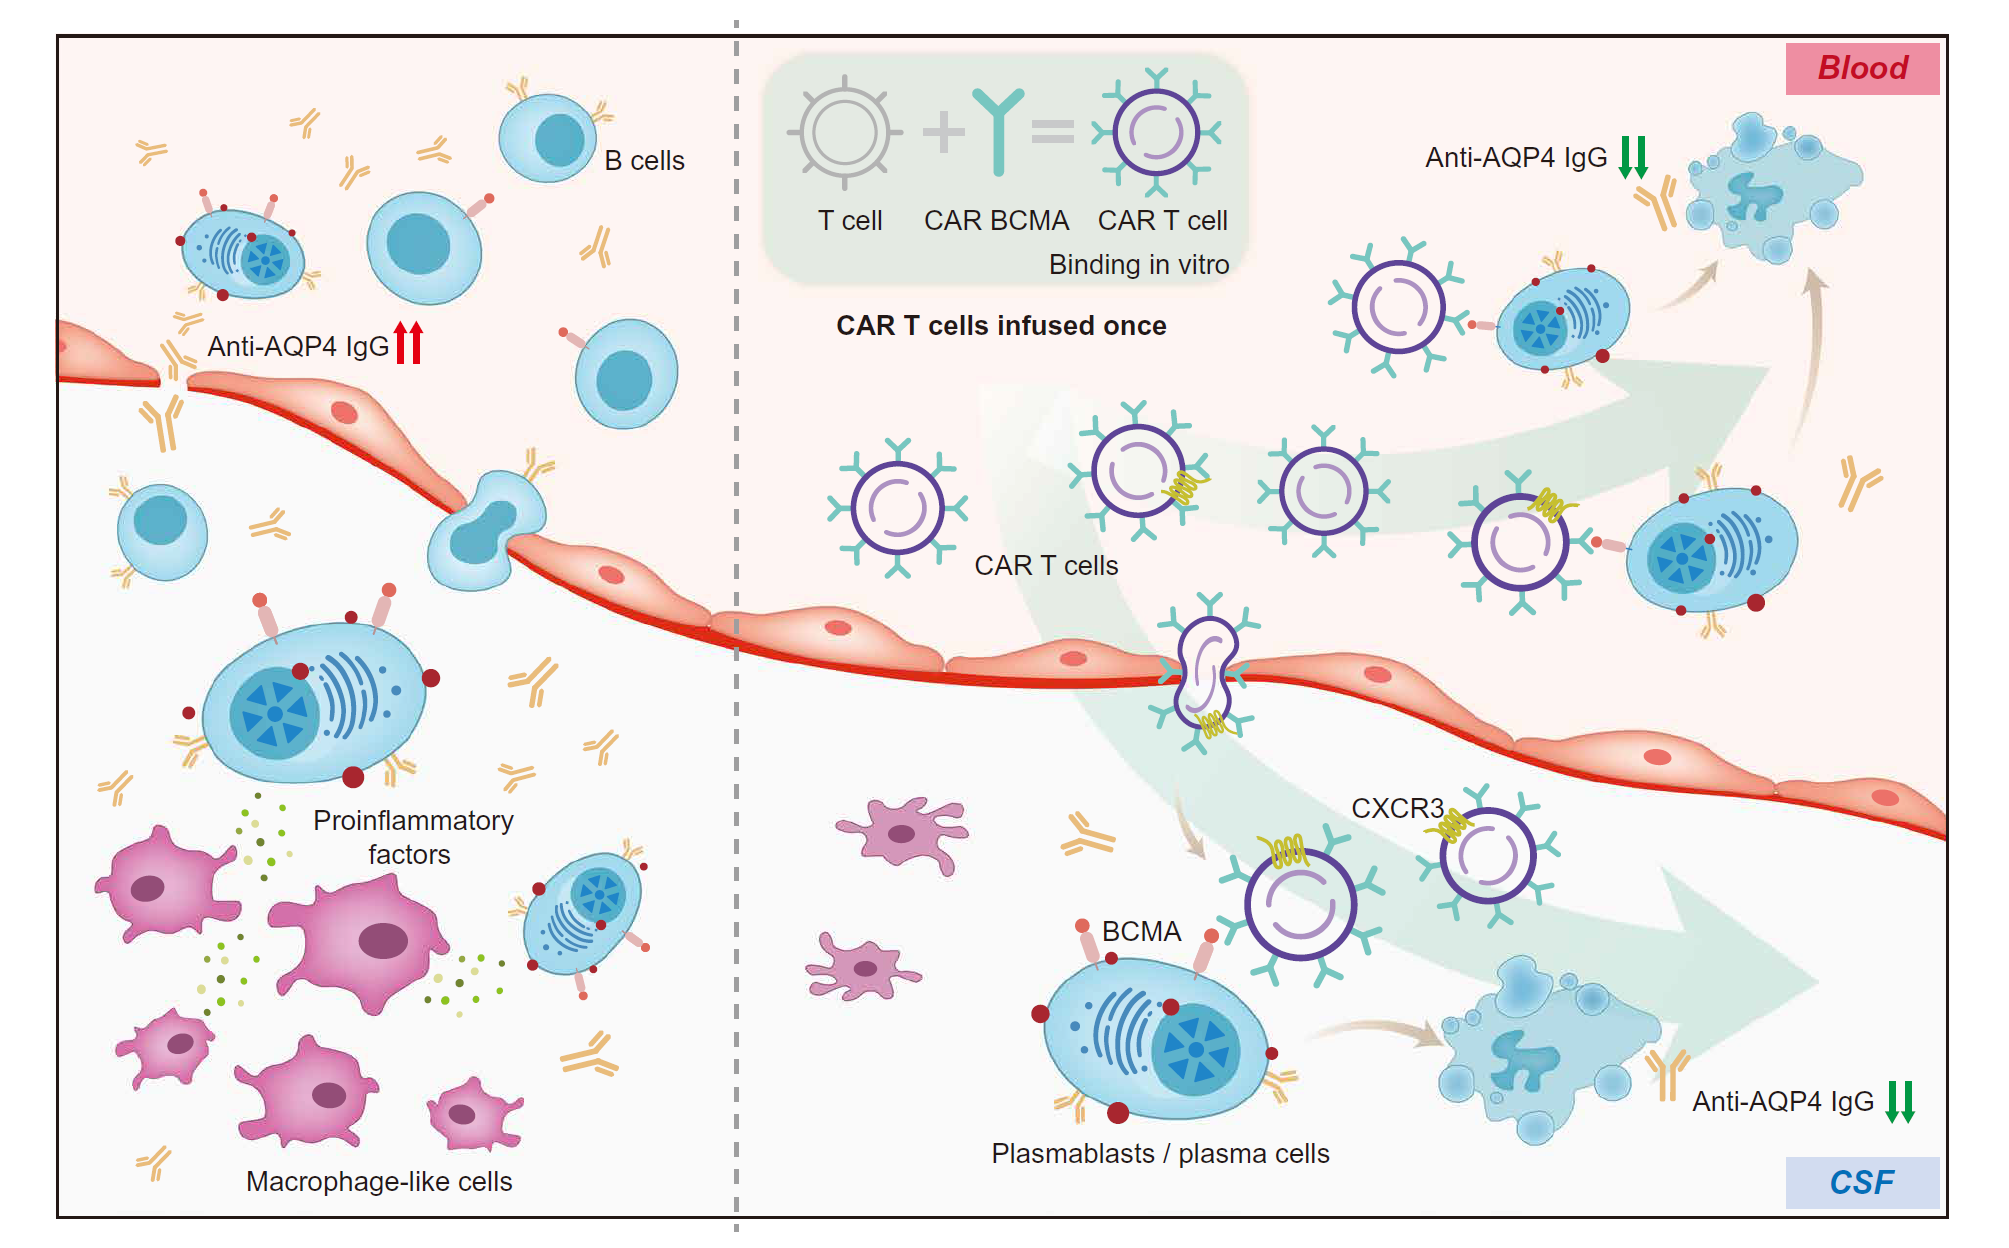 Blood
B cells
Anti-AQP4 IgG
T cell
CAR BCMA
CAR T cell
Binding in vitro
CAR T cells infused once
Anti-AQP4 IgG
CAR T cells
Proinflammatory
factors
Macrophage-like cells
CXCR3
BCMA
Plasmablasts / plasma cells
Anti-AQP4 IgG
CSF